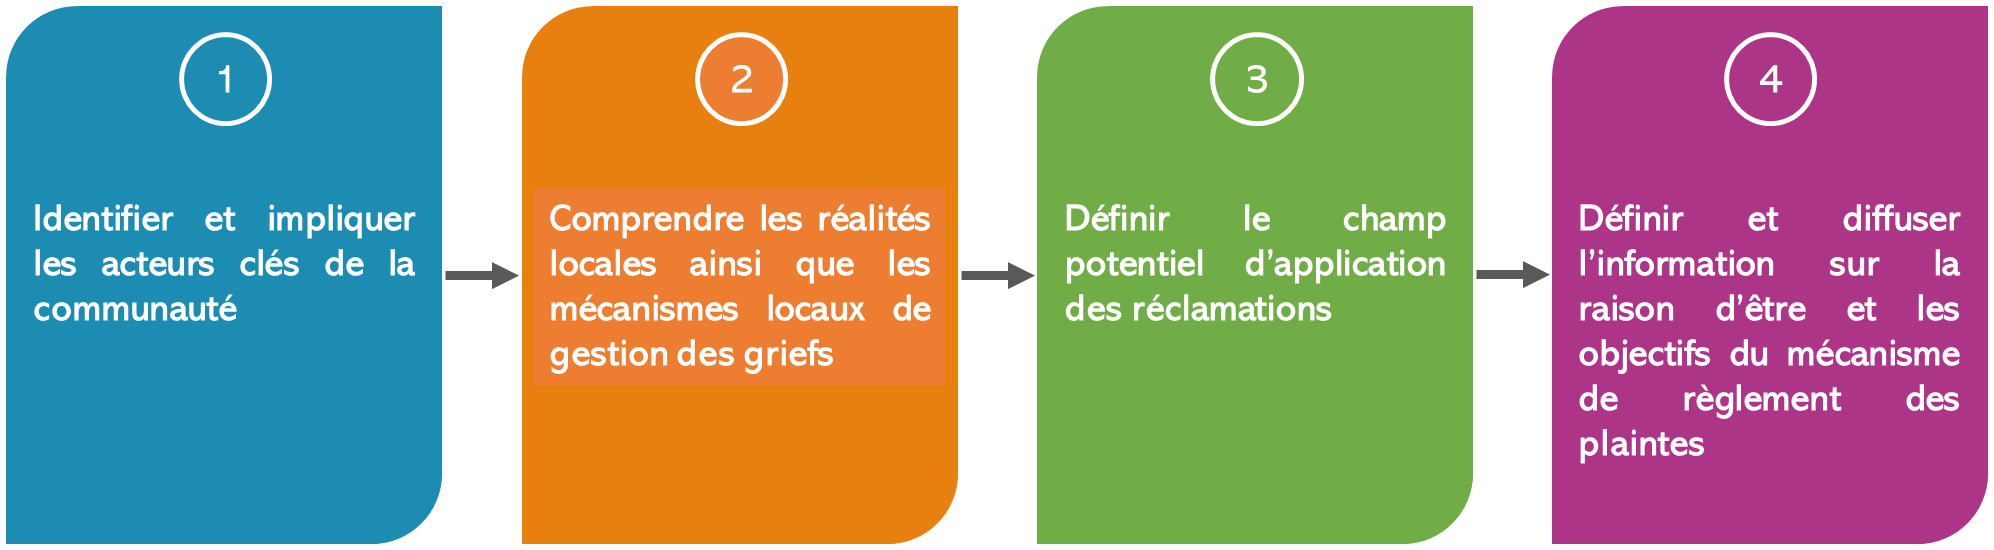 1
Identifier et impliquer
les acteurs clés de la
communauté
2
Comprendre les réalités
locales ainsi que les
mécanismes locaux de
gestion des griefs
3
Définir le champ
potentiel d’application
des réclamations
4
Définir et diffuser
l’information sur la
raison d’être et les
objectifs du mécanisme
de règlement des
plaintes